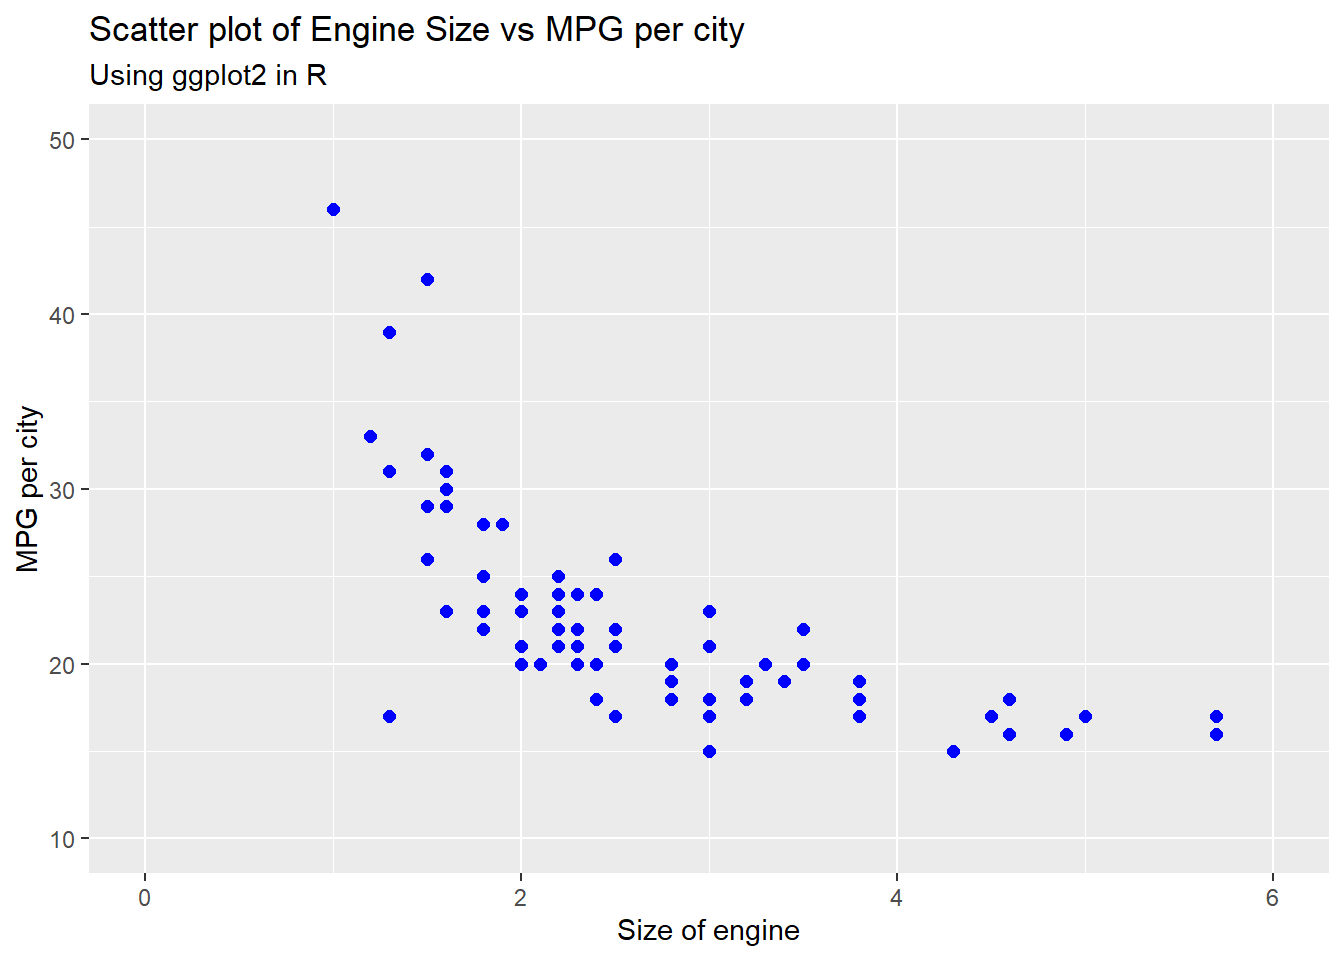 Scatter plot of Engine Size vs MPG per city
Using ggplot2 in R
50
40
30
20
10
MPG per city
0 2 4 6
Size of engine